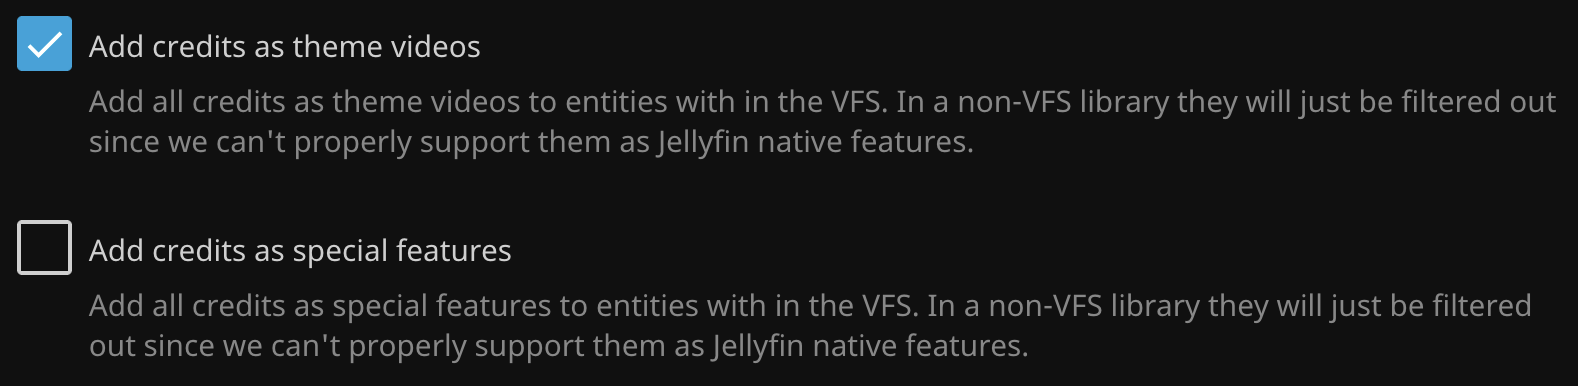 Add credits as theme videos
Add all credits as theme videos to entities with in the VFS. In a non-VFS library they will just be filtered out
since we can't properly support them as Jellyfin native features.
Add credits as special features
Add all credits as special features to entities with in the VFS. In a non-VFS library they will just be filtered
out since we can't properly support them as Jellyfin native features.